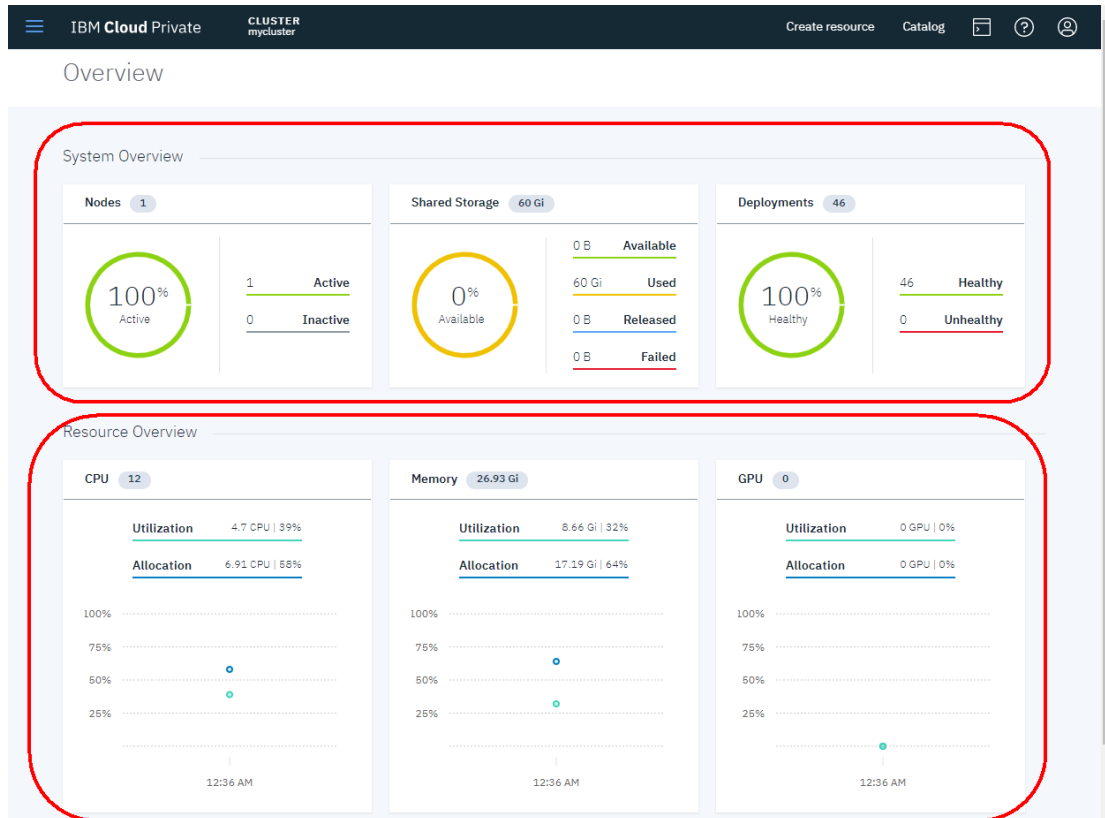 IBM Cloud Private
CLUSTER
mycluster
Create resource
Catalog
?
Overview
System Overview
Nodes 1
100%
Active
1 Active
0 Inactive
Shared Storage 60 Gi
0%
Available
0 B Available
60 Gi Used
0 B Released
0 B Failed
Deployments 46
100%
Healthy
46 Healthy
0 Unhealthy
Resource Overview
CPU 12
Utilization 4.7 CPU | 39%
Allocation 6.91 CPU | 58%
100%
75%
50%
25%
12:36 AM
Memory 26.93 Gi
Utilization 8.66 Gi | 32%
Allocation 17.19 Gi | 64%
100%
75%
50%
25%
12:36 AM
GPU 0
Utilization 0 GPU | 0%
Allocation 0 GPU | 0%
100%
75%
50%
25%
12:36 AM